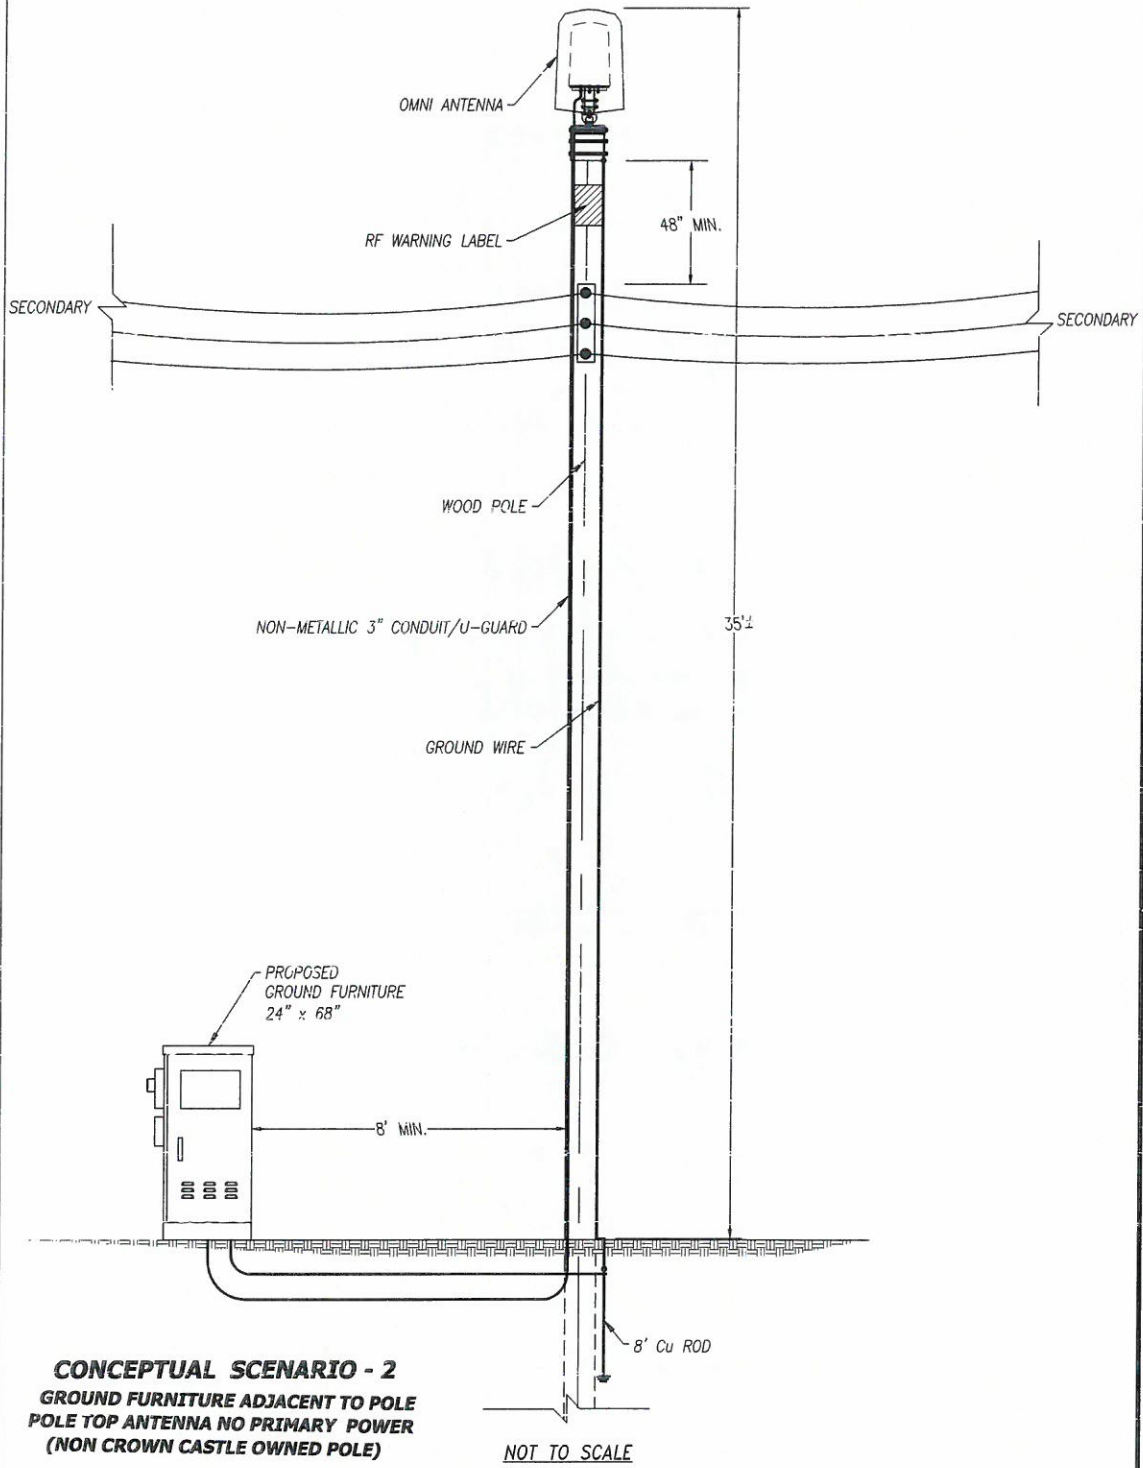 OMNI ANTENNA
RF WARNING LABEL
48" MIN.
SECONDARY
SECONDARY
WOOD POLE
NON-METALLIC 3" CONDUIT/U-GUARD
35'±
GROUND WIRE
PROPOSED
GROUND FURNITURE
24" x 68"
8' MIN.
8' Cu ROD
CONCEPTUAL SCENARIO - 2
GROUND FURNITURE ADJACENT TO POLE
POLE TOP ANTENNA NO PRIMARY POWER
(NON CROWN CASTLE OWNED POLE)
NOT TO SCALE